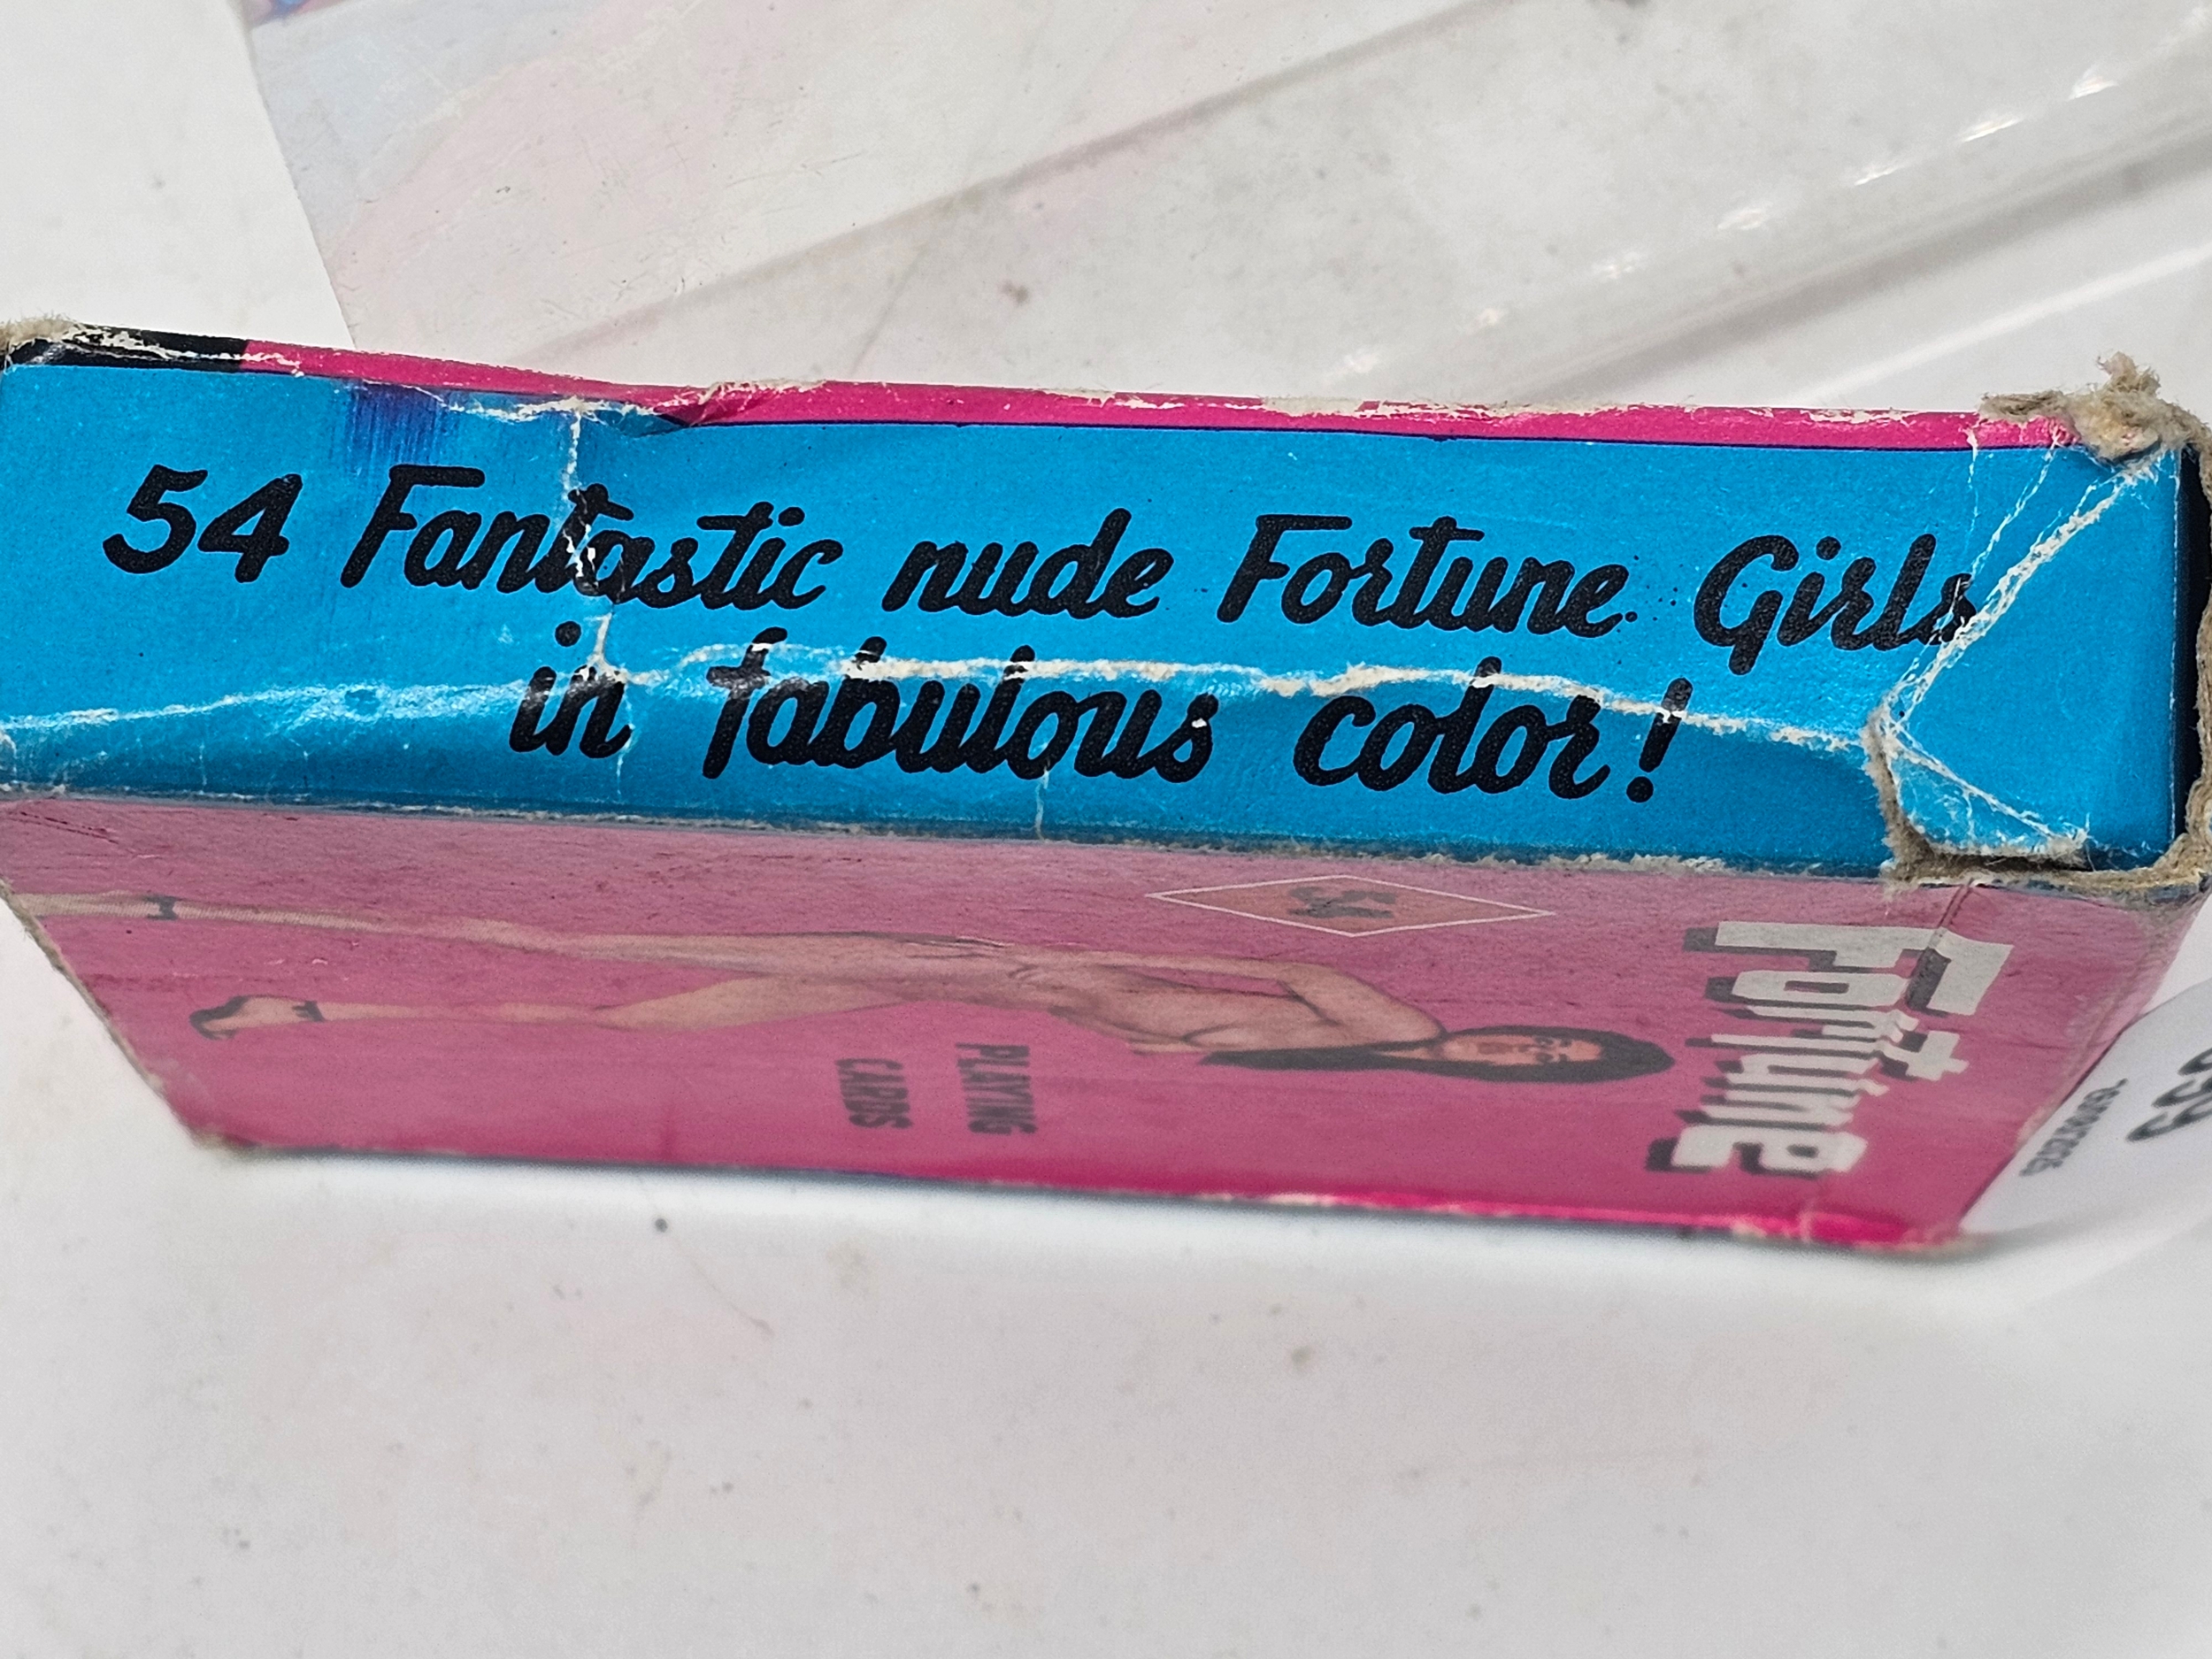 54 Fantastic nude Fortune Girls
in fabulous color!
Fortune
54
PLAYING
CARDS